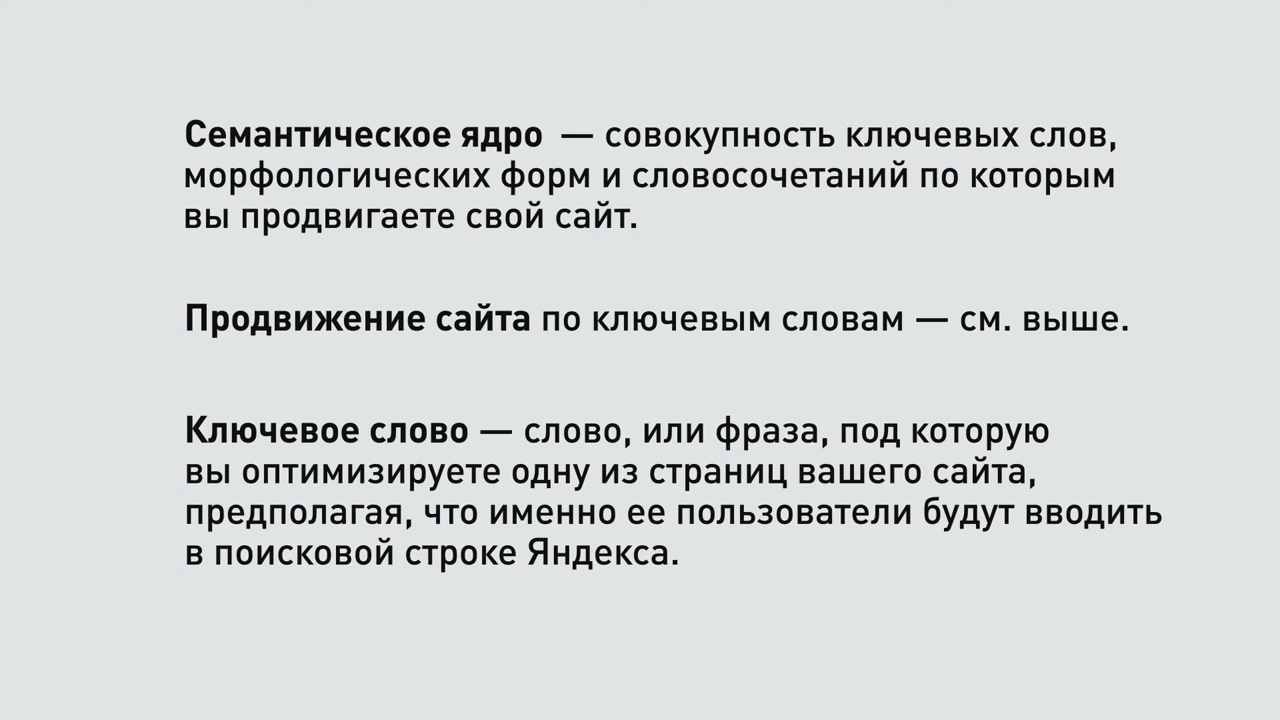 Семантическое ядро — совокупность ключевых слов,
морфологических форм и словосочетаний по которым
вы продвигаете свой сайт.
Продвижение сайта по ключевым словам — см. выше.
Ключевое слово — слово, или фраза, под которую
вы оптимизируете одну из страниц вашего сайта,
предполагая, что именно ее пользователи будут вводить
в поисковой строке Яндекса.